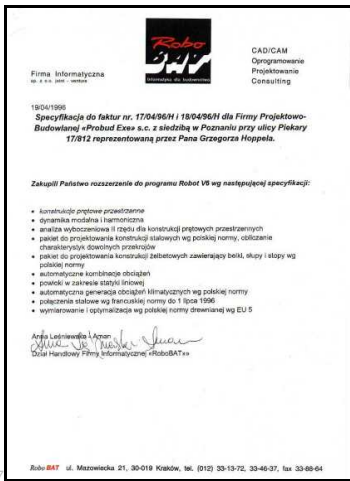 Robo
BAT
Informatyka dla budownictwa
Firma Informatyczna
sp. z o.o. joint - venture
CAD/CAM
Oprogramowanie
Projektowanie
Consulting
19/04/1996
Specyfikacja do faktur nr. 17/04/96/H i 18/04/96/H dla Firmy Projektowo-
Budowlanej «Probud Exe» s.c. z siedzibą w Poznaniu przy ulicy Piekary
17/812 reprezentowaną przez Pana Grzegorza Hoppela.
Zakupili Państwo rozszerzenie do programu Robot V6 wg następującej specyfikacji:
• konstrukcje prętowe przestrzenne
• dynamika modalna i harmoniczna
• analiza wyboczeniowa II rzędu dla konstrukcji prętowych przestrzennych
• pakiet do projektowania konstrukcji stalowych wg polskiej normy, obliczanie
charakterystyk dowolnych przekrojów
• pakiet do projektowania konstrukcji żelbetowych zawierający belki, słupy i stopy wg
polskiej normy
• automatyczne kombinacje obciążeń
• powłoki w zakresie statyki liniowej
• automatyczna generacja obciążeń klimatycznych wg polskiej normy
• połączenia stalowe wg francuskiej normy do 1 lipca 1996
• wymiarowanie i optymalizacja wg polskiej normy drewnianej wg EU 5
Anna Leśniewska - Aman
Dział Handlowy Firmy Informatycznej «RoboBAT»
Robo BAT ul. Mazowiecka 21, 30-019 Kraków, tel. (012) 33-13-72, 33-46-37, fax 33-88-64